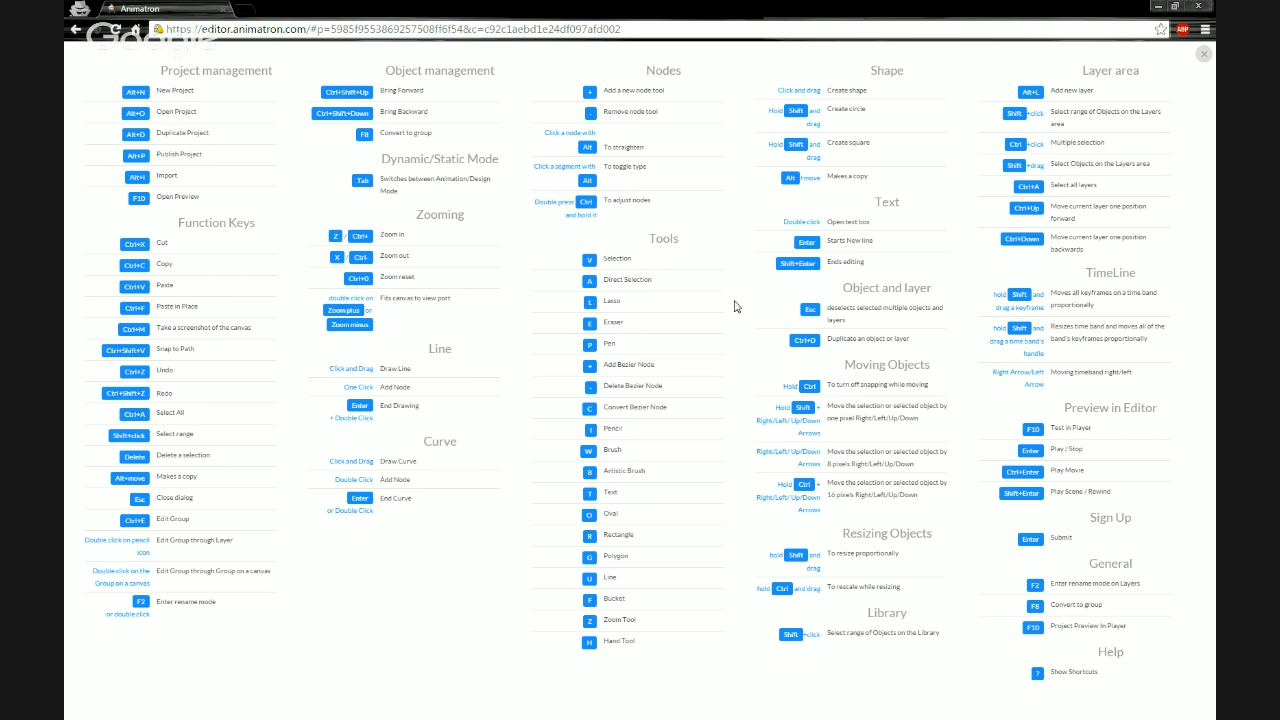 Animatron
https://editor.animatron.com/#p=5985f9553869257508ff6f54&c=c92c1aebd1e24df097afd002
ABP
Google
Project management
Alt+N New Project
Alt+O Open Project
Alt+D Duplicate Project
Alt+P Publish Project
Alt+I Import
F10 Open Preview
Function Keys
Ctrl+X Cut
Ctrl+C Copy
Ctrl+V Paste
Ctrl+F Paste in Place
Ctrl+M Take a screenshot of the canvas
Ctrl+Shift+V Snap to Path
Ctrl+Z Undo
Ctrl+Shift+Z Redo
Ctrl+A Select All
Shift+click Select range
Delete Delete a selection
Alt+move Makes a copy
Esc Close dialog
Ctrl+E Edit Group
Double click on pencil Edit Group through Layer
icon
Double click on the Edit Group through Group on a canvas
Group on a canvas
F2 Enter rename mode
or double click
Object management
Ctrl+Shift+Up Bring Forward
Ctrl+Shift+Down Bring Backward
F8 Convert to group
Dynamic/Static Mode
Tab Switches between Animation/Design
Mode
Zooming
Z / Ctrl+ Zoom in
X / Ctrl- Zoom out
Ctrl+0 Zoom reset
double click on Fits canvas to view port
Zoom plus or
Zoom minus
Line
Click and Drag Draw Line
One Click Add Node
Enter End Drawing
+ Double Click
Curve
Click and Drag Draw Curve
Double Click Add Node
Enter End Curve
or Double Click
Nodes
+ Add a new node tool
- Remove node tool
Click a node with
Alt To straighten
Click a segment with To toggle type
Alt
Double press Ctrl To adjust nodes
and hold it
Tools
V Selection
A Direct Selection
L Lasso
E Eraser
P Pen
+ Add Bezier Node
- Delete Bezier Node
C Convert Bezier Node
I Pencil
W Brush
B Artistic Brush
T Text
O Oval
R Rectangle
G Polygon
U Line
F Bucket
Z Zoom Tool
H Hand Tool
Shape
Click and drag Create shape
Hold Shift and Create circle
drag
Hold Shift and Create square
drag
Alt +move Makes a copy
Text
Double click Open text box
Enter Starts New line
Shift+Enter Ends editing
Object and layer
Esc deselects selected multiple objects and
layers
Ctrl+D Duplicate an object or layer
Moving Objects
Hold Ctrl To turn off snapping while moving
Hold Shift + Move the selection or selected object by
Right/Left/ Up/Down one pixel Right/Left/Up/Down
Arrows
Right/Left/ Up/Down Move the selection or selected object by
Arrows 8 pixels Right/Left/Up/Down
Hold Ctrl + Move the selection or selected object by
Right/Left/ Up/Down 16 pixels Right/Left/Up/Down
Arrows
Resizing Objects
hold Shift and To resize proportionally
drag
hold Ctrl and drag To rescale while resizing
Library
Shift +click Select range of Objects on the Library
Layer area
Alt+L Add new layer
Shift +click Select range of Objects on the Layers
area
Ctrl +click Multiple selection
Shift +drag Select Objects on the Layers area
Ctrl+A Select all layers
Ctrl+Up Move current layer one position
forward
Ctrl+Down Move current layer one position
backwards
TimeLine
hold Shift and Moves all keyframes on a time band
drag a keyframe proportionally
hold Shift and Resizes time band and moves all of the
drag a time band's band's keyframes proportionally
handle
Right Arrow/Left Moving timeband right/left
Arrow
Preview in Editor
F10 Test in Player
Enter Play / Stop
Ctrl+Enter Play Movie
Shift+Enter Play Scene / Rewind
Sign Up
Enter Submit
General
F2 Enter rename mode on Layers
F8 Convert to group
F10 Project Preview In Player
Help
? Show Shortcuts